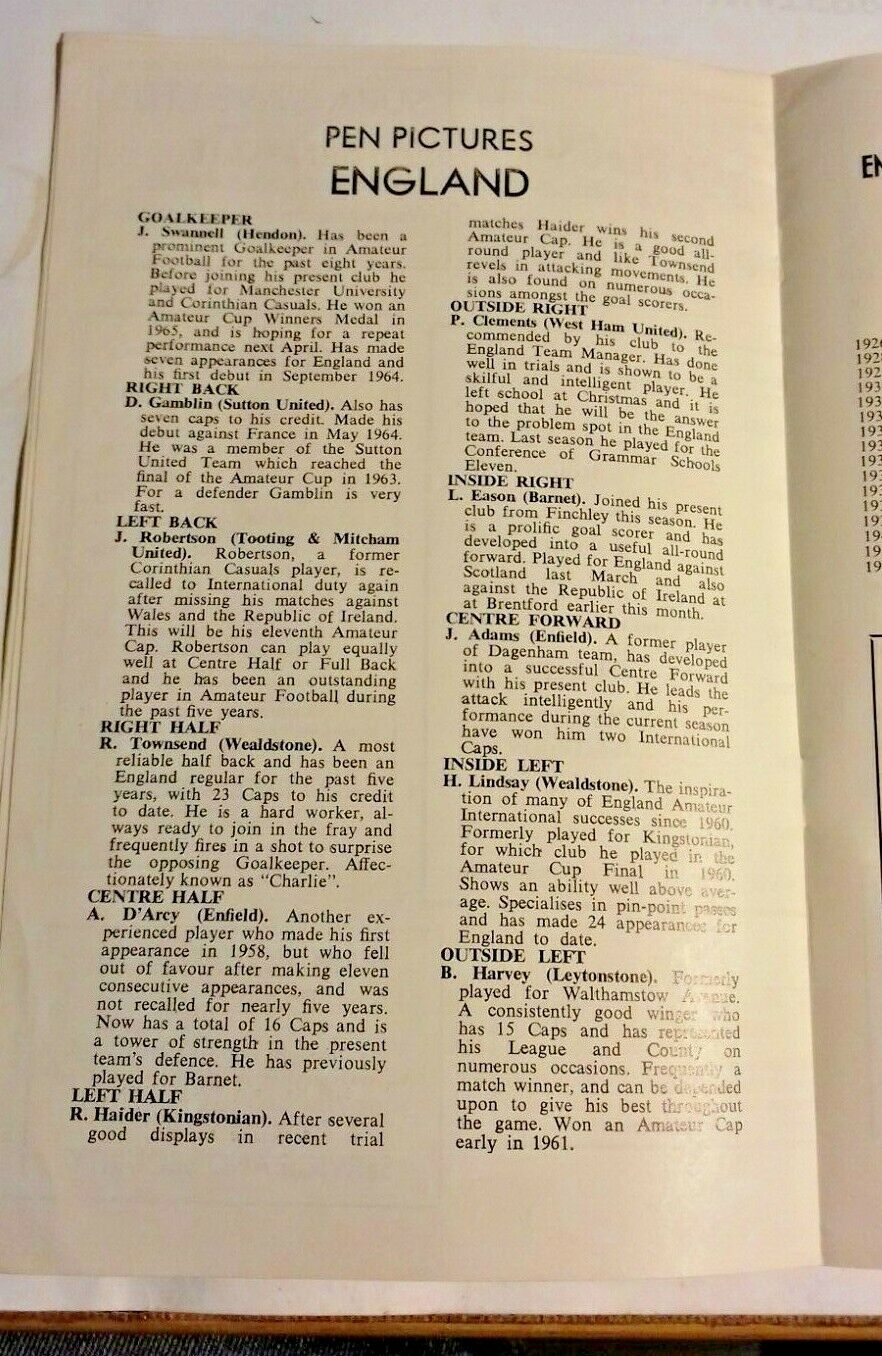 PEN PICTURES
ENGLAND
GOALKEEPER
J. Swannell (Hendon). Has been a
prominent Goalkeeper in Amateur
Football for the past eight years.
Before joining his present club he
played for Manchester University
and Corinthian Casuals. He won an
Amateur Cup Winners Medal in
1965, and is hoping for a repeat
performance next April. Has made
seven appearances for England and
his first debut in September 1964.
RIGHT BACK
D. Gamblin (Sutton United). Also has
seven caps to his credit. Made his
debut against France in May 1964.
He was a member of the Sutton
United Team which reached the
final of the Amateur Cup in 1963.
For a defender Gamblin is very
fast.
LEFT BACK
J. Robertson (Tooting & Mitcham
United). Robertson, a former
Corinthian Casuals player, is re-
called to International duty again
after missing his matches against
Wales and the Republic of Ireland.
This will be his eleventh Amateur
Cap. Robertson can play equally
well at Centre Half or Full Back
and he has been an outstanding
player in Amateur Football during
the past five years.
RIGHT HALF
R. Townsend (Wealdstone). A most
reliable half back and has been an
England regular for the past five
years, with 23 Caps to his credit
to date. He is a hard worker, al-
ways ready to join in the fray and
frequently fires in a shot to surprise
the opposing Goalkeeper. Affec-
tionately known as "Charlie".
CENTRE HALF
A. D'Arcy (Enfield). Another ex-
perienced player who made his first
appearance in 1958, but who fell
out of favour after making eleven
consecutive appearances, and was
not recalled for nearly five years.
Now has a total of 16 Caps and is
a tower of strength in the present
team's defence. He has previously
played for Barnet.
LEFT HALF
R. Haider (Kingstonian). After several
good displays in recent trial
matches Haider wins his second
Amateur Cap. He is a good all-
round player and like Townsend
revels in attacking movements. He
is also found on numerous occa-
sions amongst the goal scorers.
OUTSIDE RIGHT
P. Clements (West Ham United). Re-
commended by his club to the
England Team Manager. Has done
well in trials and is shown to be a
skilful and intelligent player. He
left school at Christmas and it is
hoped that he will be the answer
to the problem spot in the England
team. Last season he played for the
Conference of Grammar Schools
Eleven.
INSIDE RIGHT
L. Eason (Barnet). Joined his present
club from Finchley this season. He
is a prolific goal scorer and has
developed into a useful all-round
forward. Played for England against
Scotland last March and also
against the Republic of Ireland at
at Brentford earlier this month.
CENTRE FORWARD
J. Adams (Enfield). A former player
of Dagenham team, has developed
into a successful Centre Forward
with his present club. He leads the
attack intelligently and his per-
formance during the current season
have won him two International
Caps.
INSIDE LEFT
H. Lindsay (Wealdstone). The inspira-
tion of many of England Amateur
International successes since 1960.
Formerly played for Kingstonian,
for which club he played in the
Amateur Cup Final in 1960.
Shows an ability well above aver-
age. Specialises in pin-point passes
and has made 24 appearances for
England to date.
OUTSIDE LEFT
B. Harvey (Leytonstone). Formerly
played for Walthamstow Avenue.
A consistently good winger who
has 15 Caps and has represented
his League and County on
numerous occasions. Frequently a
match winner, and can be depended
upon to give his best throughout
the game. Won an Amateur Cap
early in 1961.